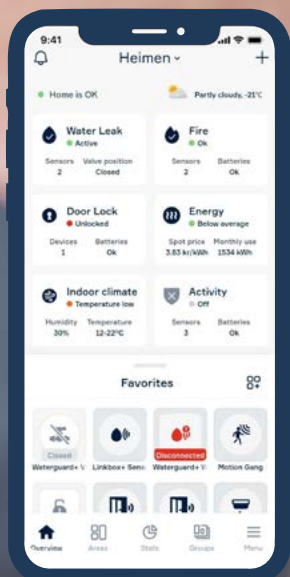 9:41
Heimen
Home is OK
Partly cloudy, -21°C
Water Leak
Active
Sensors Valve position
2 Closed
Fire
Ok
Sensors Batteries
2 Ok
Door Lock
Unlocked
Devices Batteries
1 Ok
Energy
Below average
Spot price Monthly use
3.83 kr/kWh 1534 kWh
Indoor climate
Temperature low
Humidity Temperature
30% 12-22°C
Activity
Off
Sensors Batteries
3 Ok
Favorites
Closed
Disconnected
Waterguard+ V Linkbox+ Sens Waterguard+ V Motion Gang
Overview Areas Stats Groups Menu